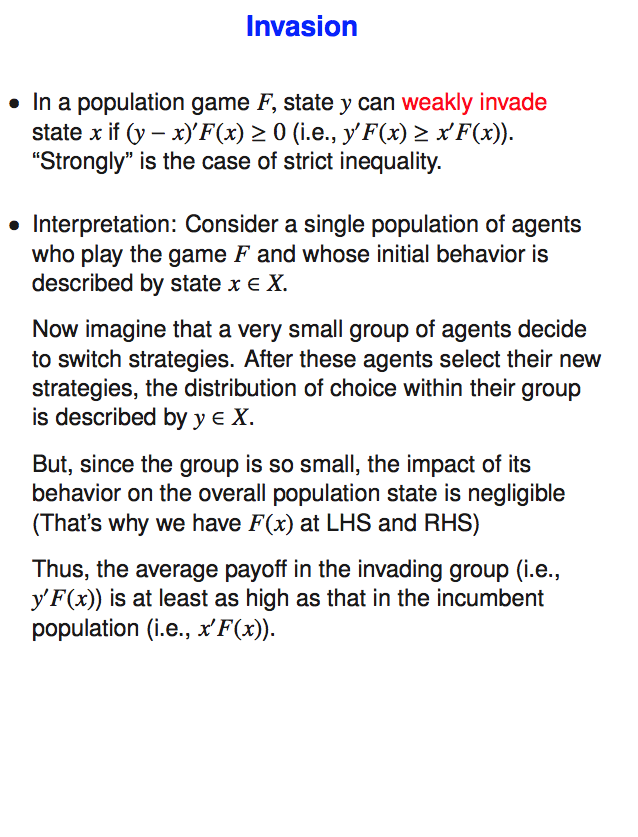 Invasion
• In a population game F, state y can weakly invade
state x if (y − x)′F(x) ≥ 0 (i.e., y′F(x) ≥ x′F(x)).
“Strongly” is the case of strict inequality.
• Interpretation: Consider a single population of agents
who play the game F and whose initial behavior is
described by state x ∈ X.
Now imagine that a very small group of agents decide
to switch strategies. After these agents select their new
strategies, the distribution of choice within their group
is described by y ∈ X.
But, since the group is so small, the impact of its
behavior on the overall population state is negligible
(That’s why we have F(x) at LHS and RHS)
Thus, the average payoff in the invading group (i.e.,
y′F(x)) is at least as high as that in the incumbent
population (i.e., x′F(x)).